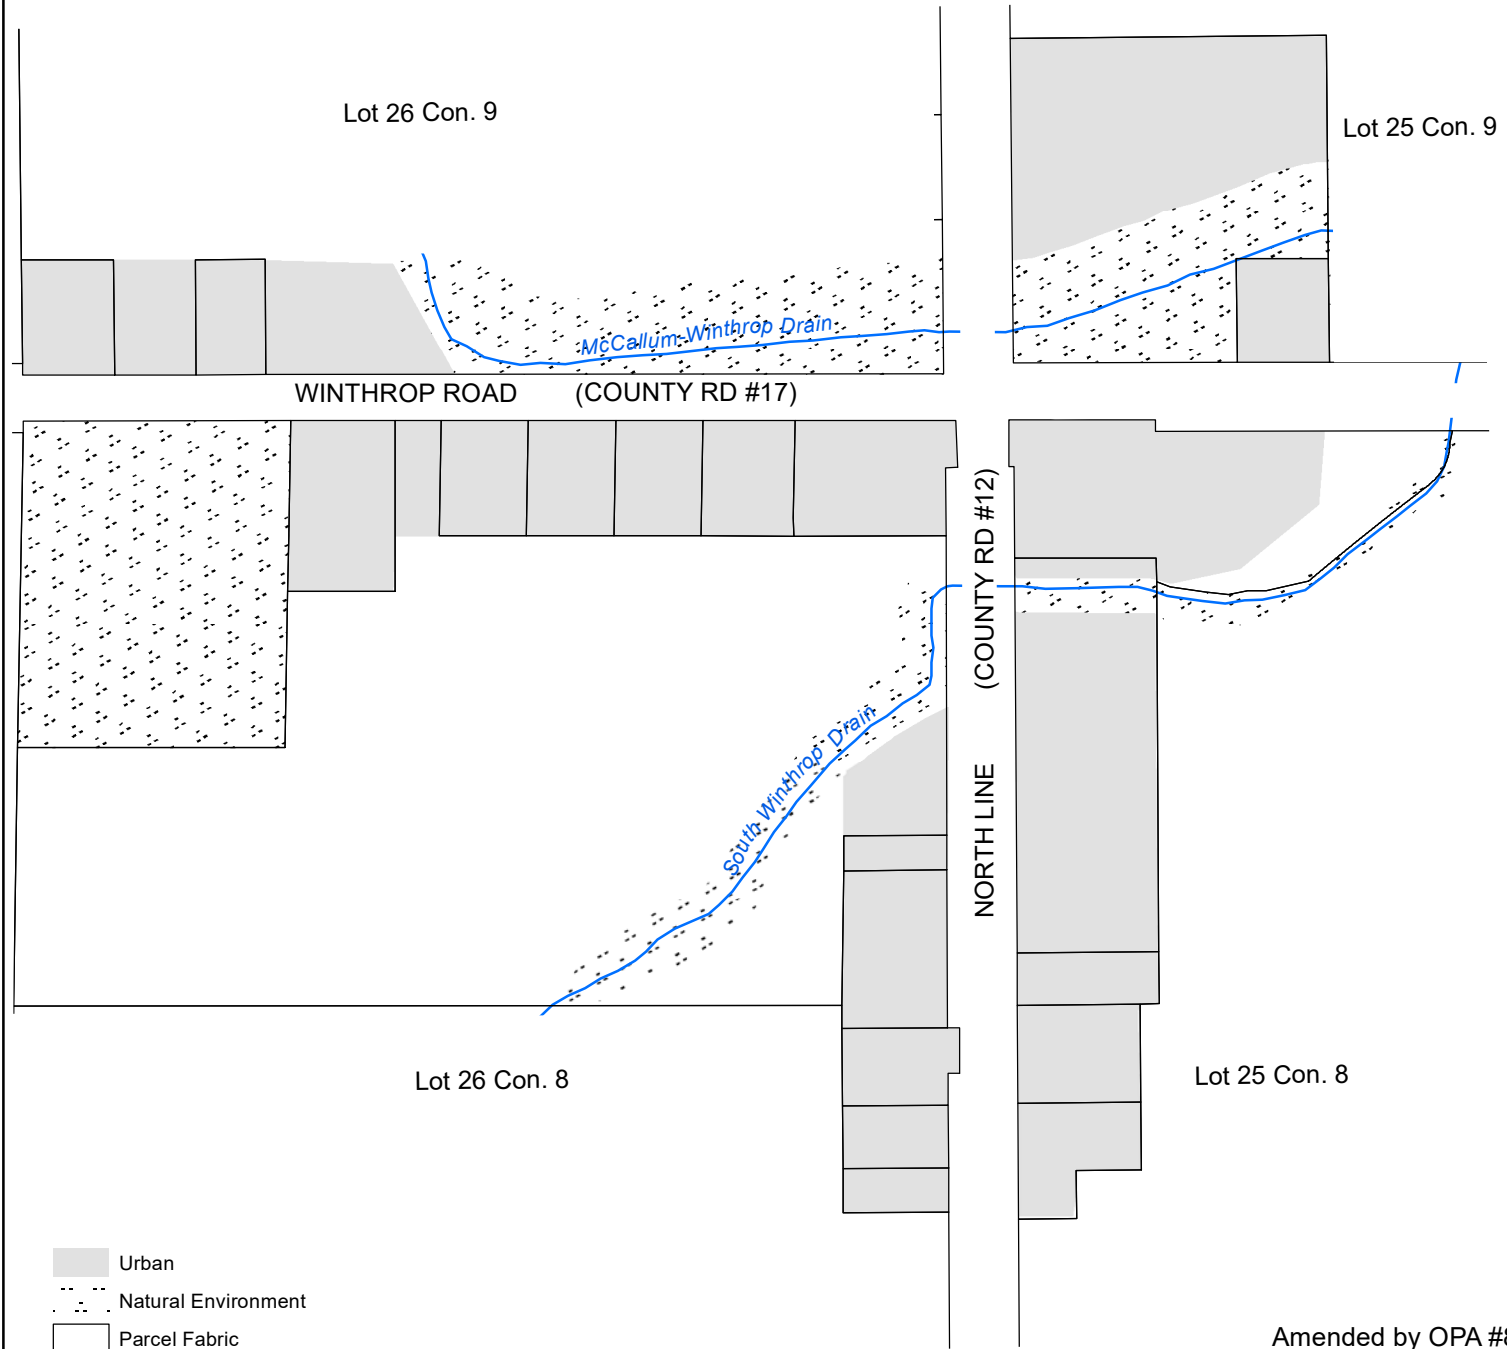 Lot 26 Con. 9
Lot 25 Con. 9
McCallum-Winthrop Drain
WINTHROP ROAD (COUNTY RD #17)
NORTH LINE (COUNTY RD #12)
South Winthrop Drain
Lot 26 Con. 8
Lot 25 Con. 8
Urban
Natural Environment
Parcel Fabric
Amended by OPA #8